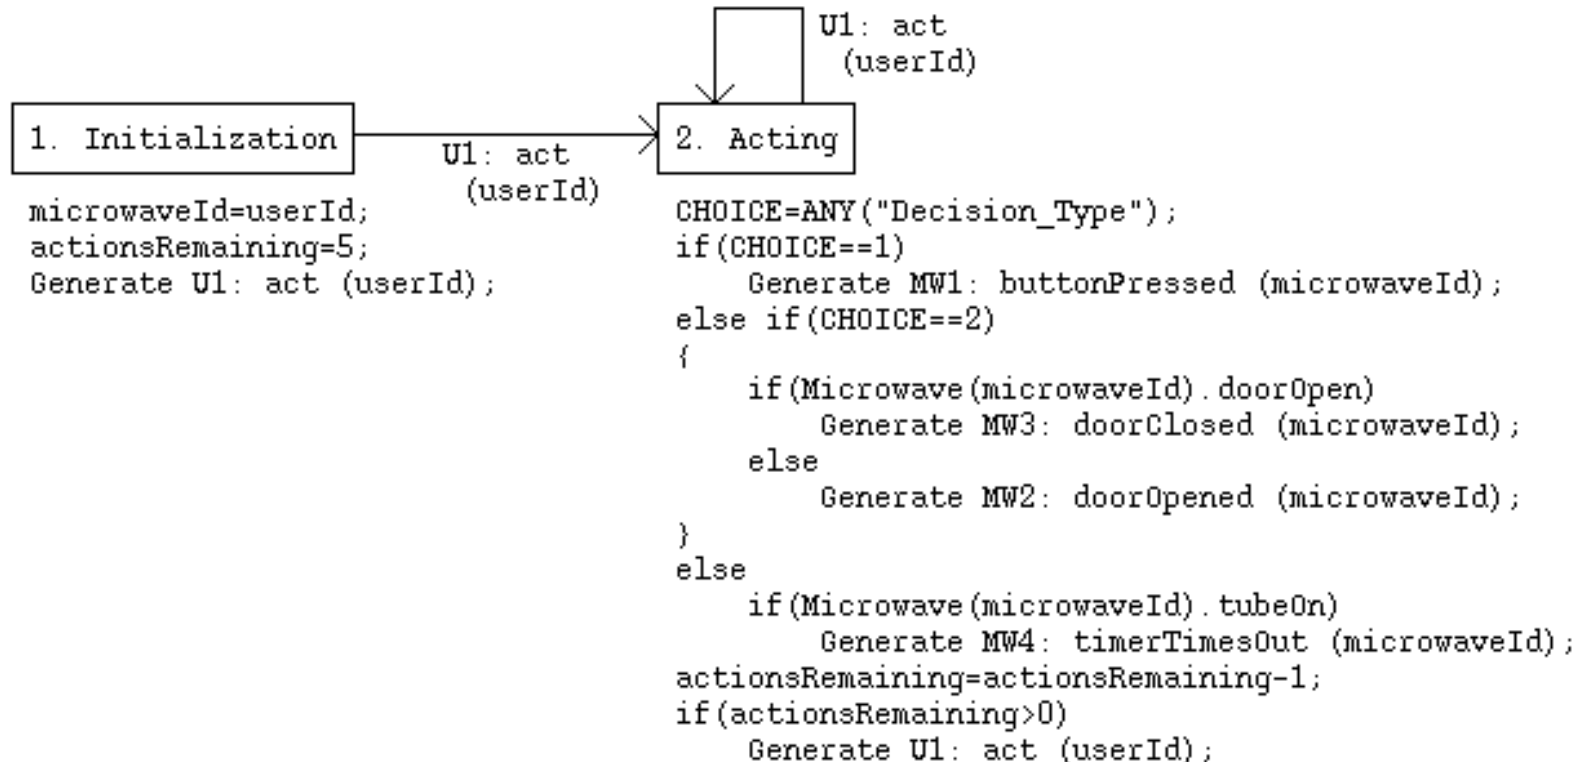 U1: act
(userId)
1. Initialization
U1: act
(userId)
2. Acting
microwaveId=userId;
actionsRemaining=5;
Generate U1: act (userId);
CHOICE=ANY("Decision_Type");
if(CHOICE==1)
Generate MW1: buttonPressed (microwaveId);
else if(CHOICE==2)
{
if(Microwave(microwaveId).doorOpen)
Generate MW3: doorClosed (microwaveId);
else
Generate MW2: doorOpened (microwaveId);
}
else
if(Microwave(microwaveId).tubeOn)
Generate MW4: timerTimesOut (microwaveId);
actionsRemaining=actionsRemaining-1;
if(actionsRemaining>0)
Generate U1: act (userId);